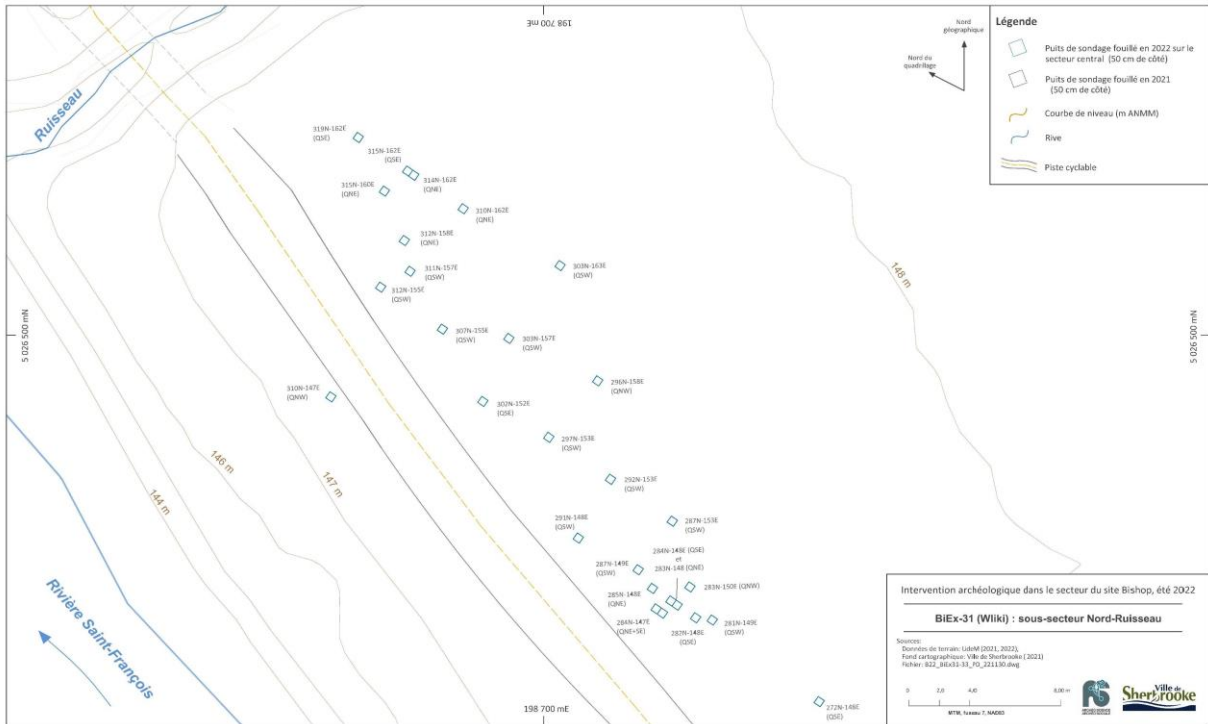 198 700 mE
Nord
géographique
Nord du
quadrillage
Légende
Puits de sondage fouillé en 2022 sur le
secteur central (50 cm de côté)
Puits de sondage fouillé en 2021
(50 cm de côté)
Courbe de niveau (m ANMM)
Rive
Piste cyclable
Ruisseau
319N-162E
(QSE)
315N-162E
(QSE)
314N-162E
(QNE)
315N-160E
(QNE)
310N-162E
(QNE)
312N-158E
(QNE)
311N-157E
(QSW)
303N-163E
(QSW)
312N-155E
(QSW)
148 m
5 026 500 mN
5 026 500 mN
307N-155E
(QSW)
303N-157E
(QSW)
296N-158E
(QNW)
310N-147E
(QNW)
302N-152E
(QSE)
297N-153E
(QSW)
146 m
147 m
144 m
292N-153E
(QSW)
291N-148E
(QSW)
287N-153E
(QSW)
284N-148E (QSE)
et
283N-148 (QNE)
287N-149E
(QSW)
283N-150E (QNW)
285N-148E
(QNE)
284N-147E
(QNE+SE)
282N-148E
(QSE)
281N-149E
(QSW)
272N-148E
(QSE)
Rivière Saint-François
198 700 mE
Intervention archéologique dans le secteur du site Bishop, été 2022
BiEx-31 (Wliki) : sous-secteur Nord-Ruisseau
Sources:
Données de terrain: UdeM (2021, 2022);
Fond cartographique: Ville de Sherbrooke (2021)
Fichier: B22_BiEx31-33_PD_221130.dwg
0 2,0 4,0 8,00 m
MTM, fuseau 7, NAD83
Ville de
Sherbrooke